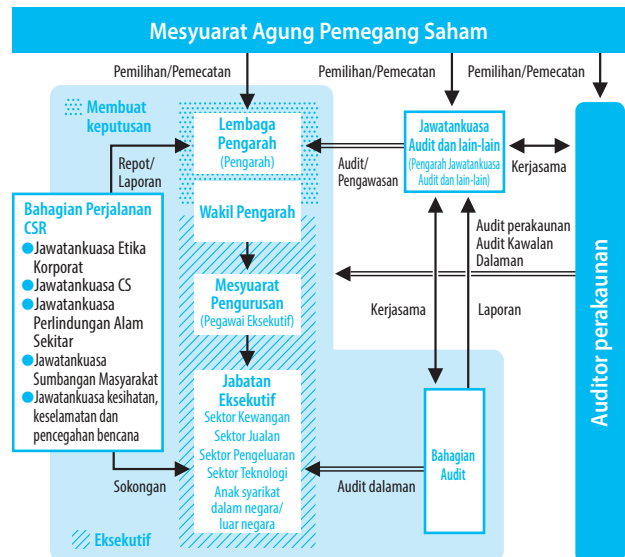 Mesyuarat Agung Pemegang Saham
Pemilihan/Pemecatan
Pemilihan/Pemecatan
Pemilihan/Pemecatan
Membuat
keputusan
Lembaga
Pengarah
(Pengarah)
Jawatankuasa
Audit dan lain-lain
(Pengarah Jawatankuasa
Audit dan lain-lain)
Repot/
Laporan
Audit/
Pengawasan
Kerjasama
Wakil Pengarah
Bahagian Perjalanan
CSR
●Jawatankuasa Etika
Korporat
●Jawatankuasa CS
●Jawatankuasa
Perlindungan Alam
Sekitar
●Jawatankuasa
Sumbangan Masyarakat
●Jawatankuasa kesihatan,
keselamatan dan
pencegahan bencana
Audit perakaunan
Audit Kawalan
Dalaman
Mesyuarat
Pengurusan
(Pegawai Eksekutif)
Kerjasama
Laporan
Auditor perakaunan
Jabatan
Eksekutif
Sektor Kewangan
Sektor Jualan
Sektor Pengeluaran
Sektor Teknologi
Anak syarikat
dalam negara/
luar negara
Bahagian
Audit
Sokongan
Audit dalaman
Eksekutif